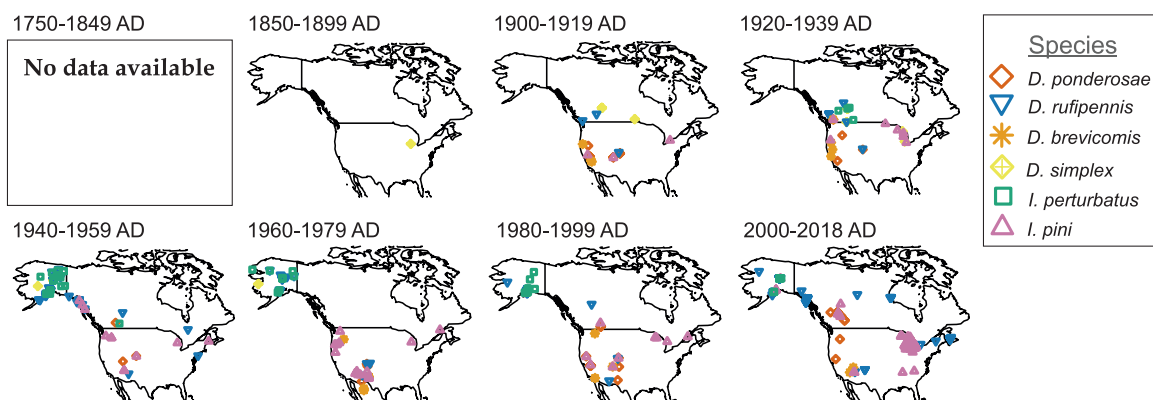 1750-1849 AD
No data available
1850-1899 AD
1900-1919 AD
1920-1939 AD
Species
D. ponderosae
D. rufipennis
D. brevicomis
D. simplex
I. perturbatus
I. pini
1940-1959 AD
1960-1979 AD
1980-1999 AD
2000-2018 AD